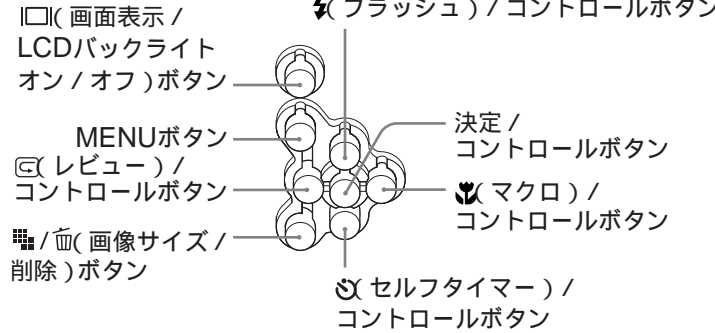 |□|(画面表示 /
LCDバックライト
オン / オフ)ボタン
MENUボタン
(レビュー)/
コントロールボタン
/ (画像サイズ /
削除)ボタン
(フラッシュ)/ コントロールボタン
決定 /
コントロールボタン
(マクロ)/
コントロールボタン
(セルフタイマー)/
コントロールボタン